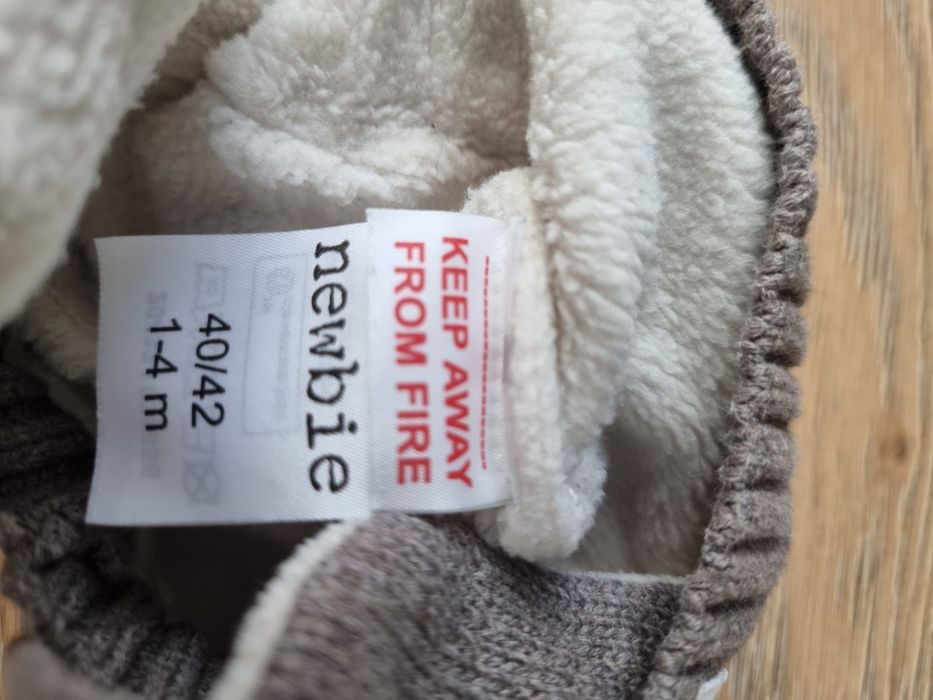 KEEP AWAY
FROM FIRE
newbie
40/42
1-4 m